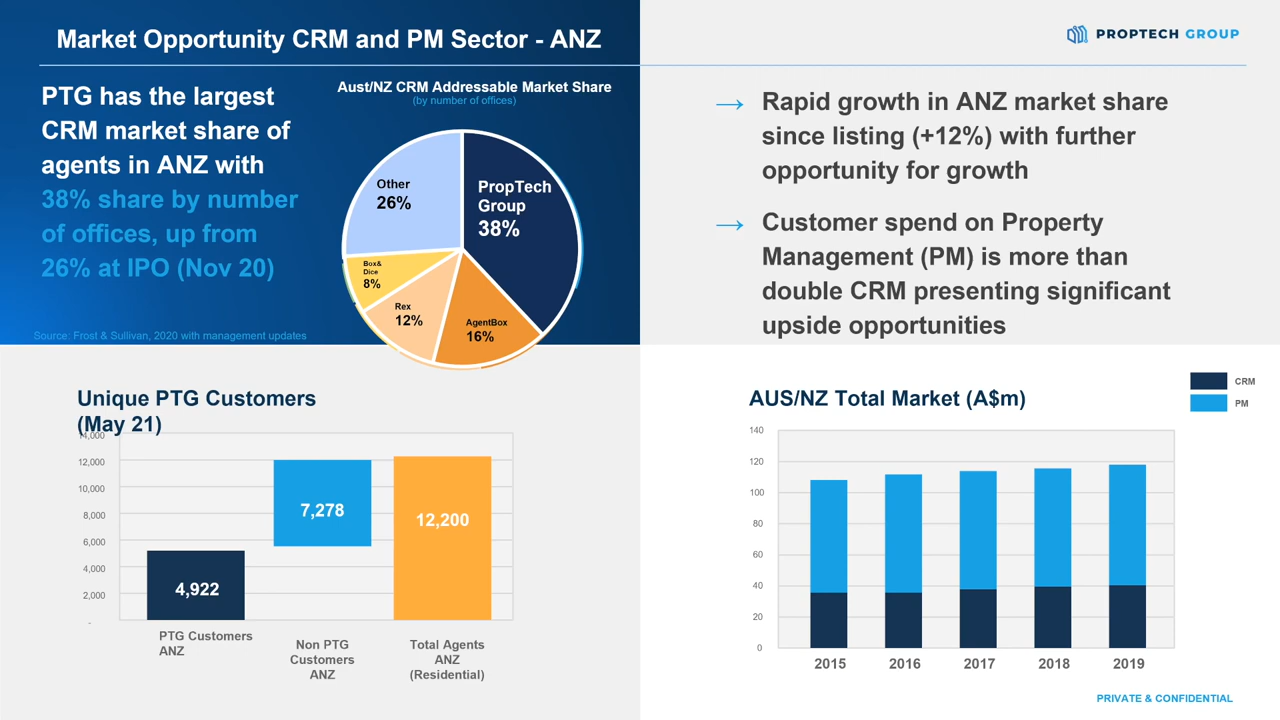 Market Opportunity CRM and PM Sector - ANZ
PROPTECH GROUP
PTG has the largest
CRM market share of
agents in ANZ with
38% share by number
of offices, up from
26% at IPO (Nov 20)
Source: Frost & Sullivan, 2020 with management updates
Aust/NZ CRM Addressable Market Share
(by number of offices)
Other
26%
PropTech
Group
38%
Box&
Dice
8%
Rex
12%
AgentBox
16%
→ Rapid growth in ANZ market share
since listing (+12%) with further
opportunity for growth
→ Customer spend on Property
Management (PM) is more than
double CRM presenting significant
upside opportunities
Unique PTG Customers
(May 21)
14,000
12,000
10,000
8,000
6,000
4,000
2,000
-
4,922
7,278
12,200
PTG Customers
ANZ
Non PTG
Customers
ANZ
Total Agents
ANZ
(Residential)
AUS/NZ Total Market (A$m)
CRM
PM
140
120
100
80
60
40
20
0
2015
2016
2017
2018
2019
PRIVATE & CONFIDENTIAL